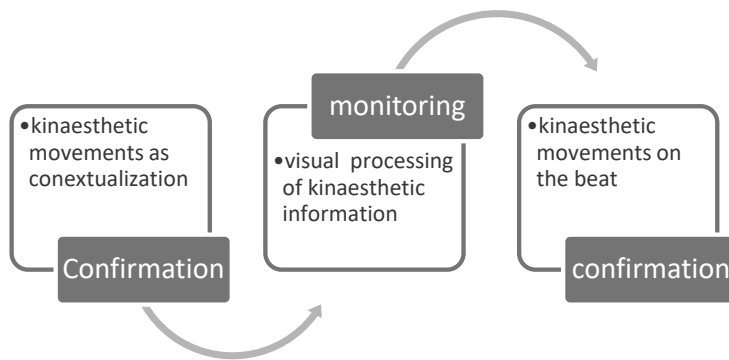 •kinaesthetic
movements as
conextualization
Confirmation
monitoring
•visual processing
of kinaesthetic
information
•kinaesthetic
movements on
the beat
confirmation